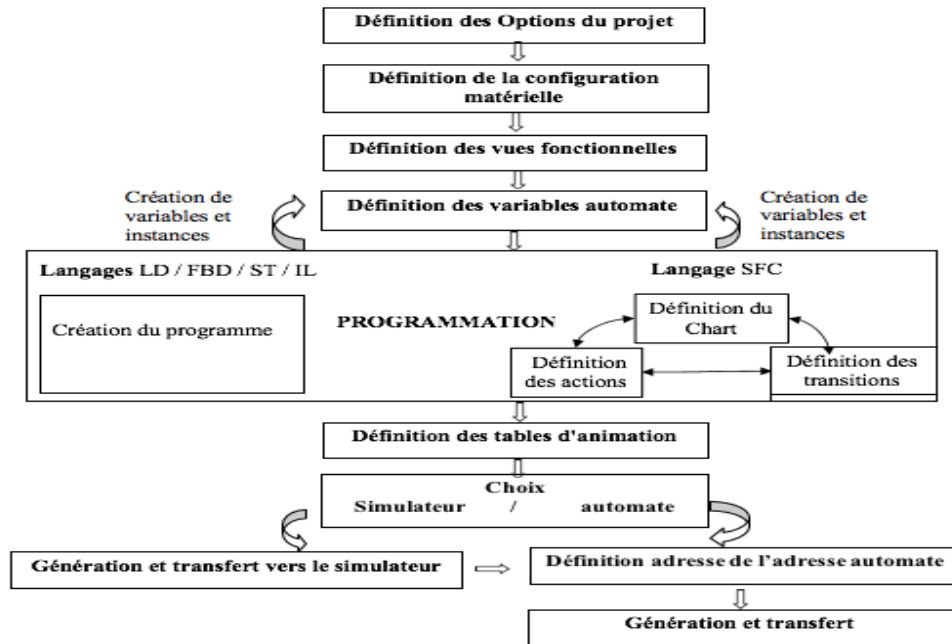 Définition des Options du projet
Définition de la configuration
matérielle
Définition des vues fonctionnelles
Création de
variables et
instances
Définition des variables automate
Création de
variables et
instances
Langages LD / FBD / ST / IL
Langage SFC
Création du programme
PROGRAMMATION
Définition du
Chart
Définition
des actions
Définition des
transitions
Définition des tables d'animation
Choix
Simulateur / automate
Génération et transfert vers le simulateur
Définition adresse de l'adresse automate
Génération et transfert